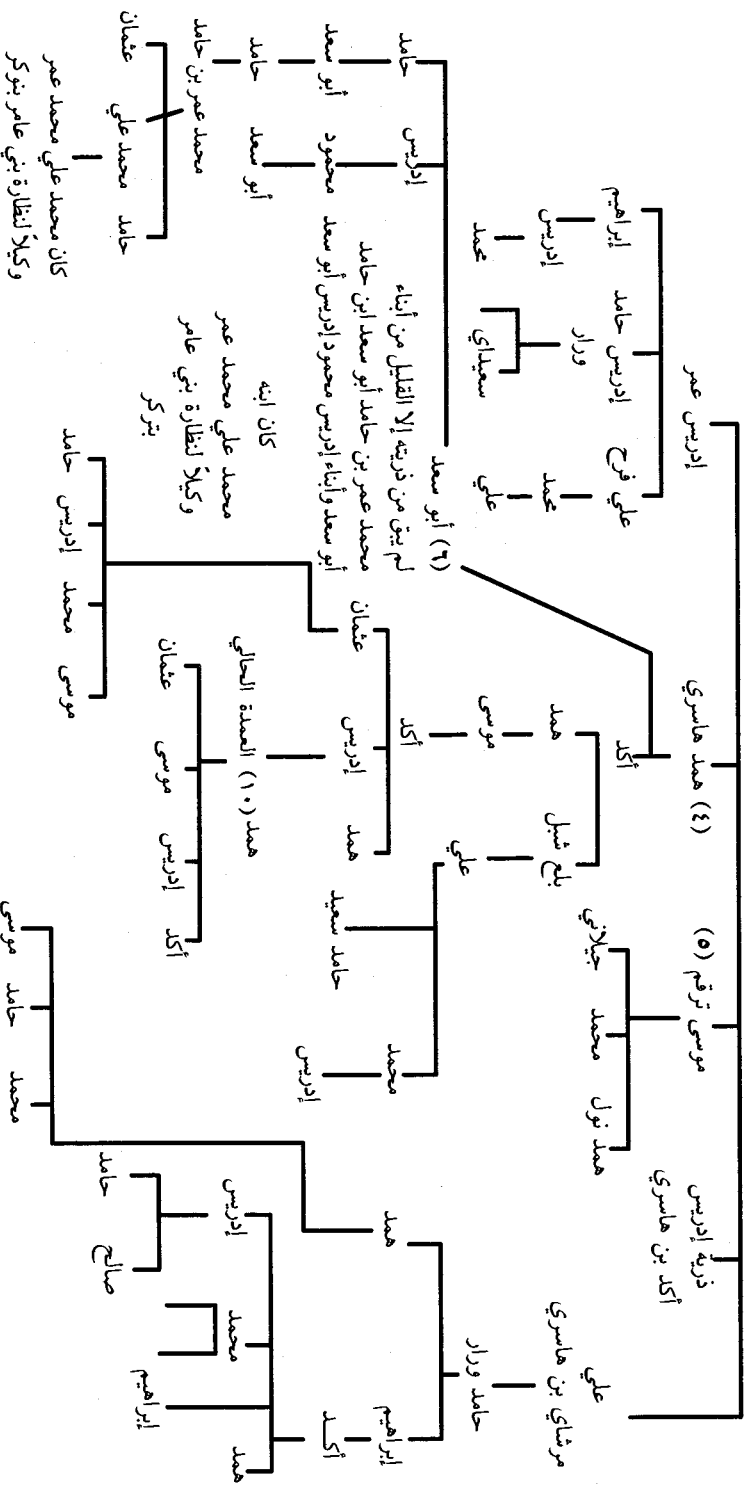 إدريس عمر
(٤) همد هاسري
(٥) موسى ترقم
ذرية إدريس
أكد بن هاسري
علي
مرشاي بن هاسري
إبراهيم
إدريس حامد
علي فرح
إدريس
ورار
محمد
محمد
سعيداي
علي
أكد
جيلاني
محمد
همد نول
حامد ورار
(٦) أبو سعد
لم يبق من ذريته إلا القليل من أبناء
محمد عمر بن حامد أبو سعد ابن حامد
أبو سعد وأبناء إدريس محمود إدريس أبو سعد
همد
بلع شبل
موسى
علي
أكد
حامد سعيد
محمد
إدريس
همد
إبراهيم
أكد
حامد
إدريس
أبو سعد
محمود
حامد
أبو سعد
محمد عمر بن حامد
عثمان
محمد علي
حامد
كان محمد علي محمد عمر
وكيلاً لنظارة بني عامر بنوكر
كان ابنه
محمد علي محمد عمر
وكيلاً لنظارة بني عامر
بتركر
عثمان
إدريس
همد
همد (١٠) العمدة الحالي
عثمان
موسى
إدريس
أكد
حامد
إدريس
محمد
موسى
إدريس
محمد
إبراهيم
همد
حامد
صالح
موسى
حامد
محمد